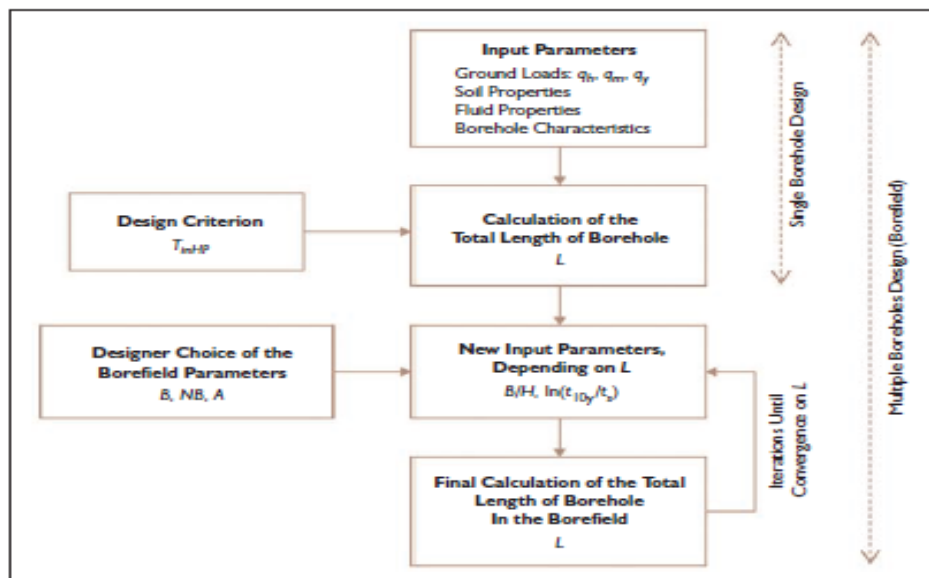 Input Parameters
Ground Loads: qh, qm, qy
Soil Properties
Fluid Properties
Borehole Characteristics
Single Borehole Design
Multiple Boreholes Design (Borefield)
Design Criterion
TinHP
Calculation of the
Total Length of Borehole
L
Designer Choice of the
Borefield Parameters
B, NB, A
New Input Parameters,
Depending on L
B/H, ln(t10y/ts)
Iterations Until
Convergence on L
Final Calculation of the Total
Length of Borehole
In the Borefield
L